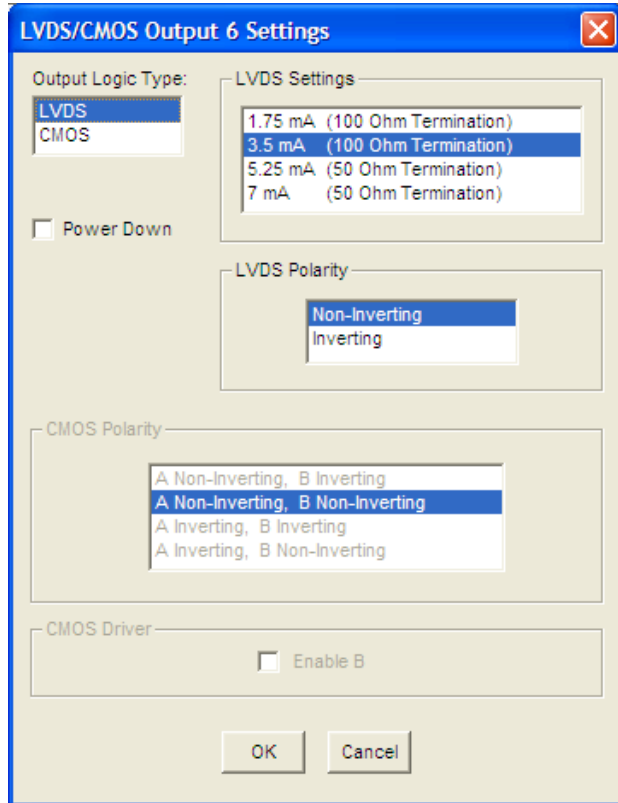 LVDS/CMOS Output 6 Settings
Output Logic Type:
LVDS
CMOS
Power Down
LVDS Settings
1.75 mA (100 Ohm Termination)
3.5 mA (100 Ohm Termination)
5.25 mA (50 Ohm Termination)
7 mA (50 Ohm Termination)
LVDS Polarity
Non-Inverting
Inverting
CMOS Polarity
A Non-Inverting, B Inverting
A Non-Inverting, B Non-Inverting
A Inverting, B Inverting
A Inverting, B Non-Inverting
CMOS Driver
Enable B
OK Cancel